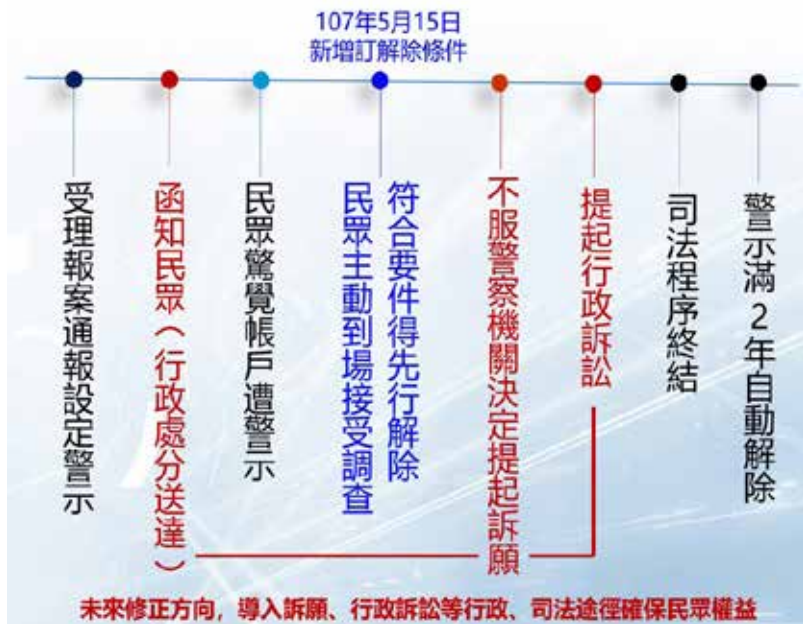 107年5月15日
新增訂解除條件
受理報案通報設定警示
函知民眾（行政處分送達）
民眾驚覺帳戶遭警示
符合要件得先行解除
民眾主動到場接受調查
不服警察機關決定提起訴願
提起行政訴訟
司法程序終結
警示滿2年自動解除
未來修正方向，導入訴願、行政訴訟等行政、司法途徑確保民眾權益